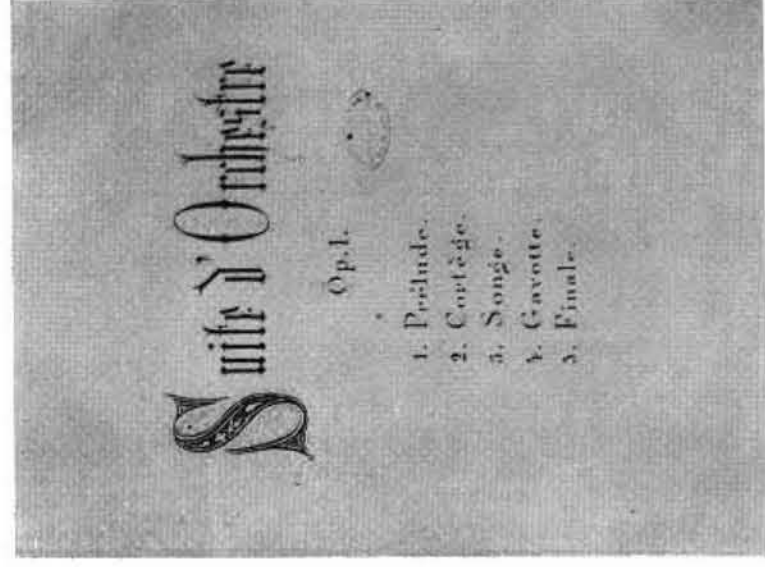 Suite d'Orchestre
Op. 1.
1. Prélude.
2. Cortège.
3. Songe.
4. Gavotte.
5. Finale.